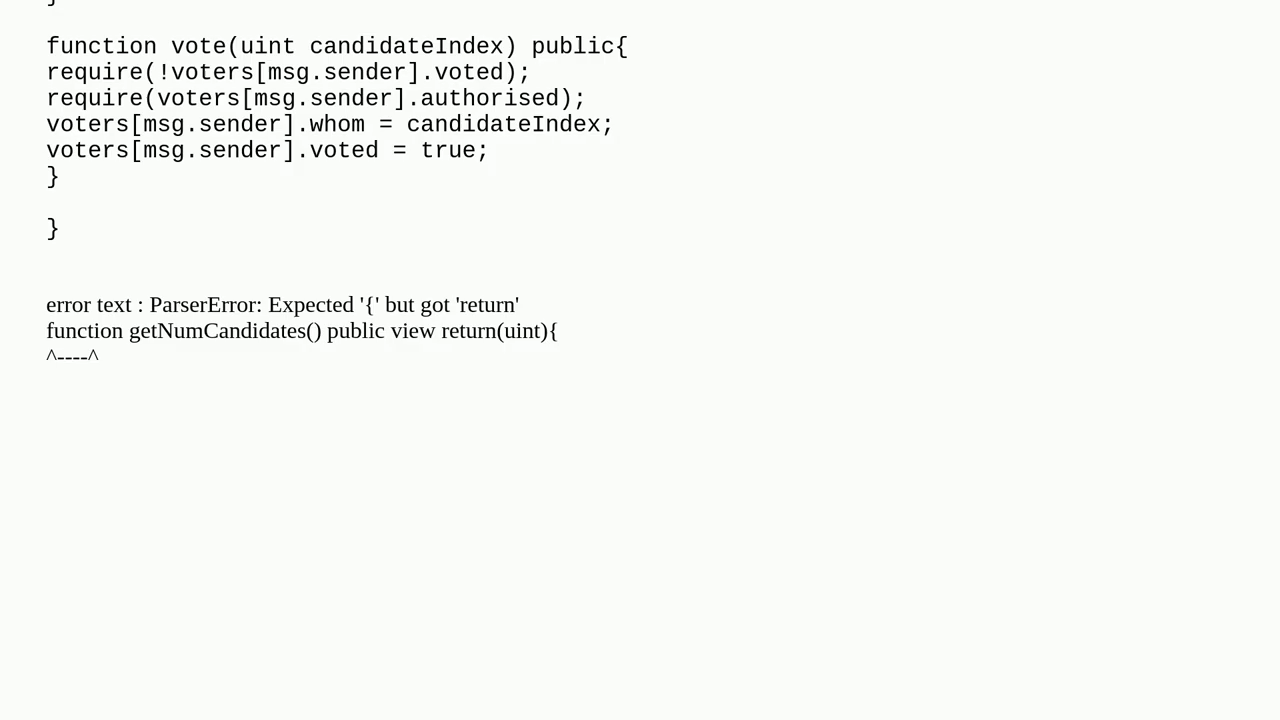 }
function vote(uint candidateIndex) public{
require(!voters[msg.sender].voted);
require(voters[msg.sender].authorised);
voters[msg.sender].whom = candidateIndex;
voters[msg.sender].voted = true;
}
}
error text : ParserError: Expected '{' but got 'return'
function getNumCandidates() public view return(uint){
^----^